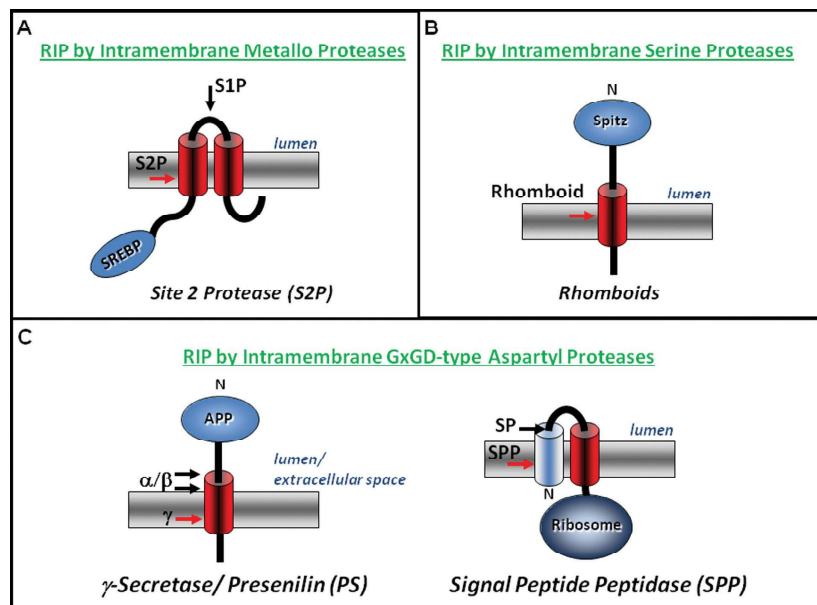 A
RIP by Intramembrane Metallo Proteases
S1P
lumen
S2P
SREBP
Site 2 Protease (S2P)
B
RIP by Intramembrane Serine Proteases
N
Spitz
Rhomboid
lumen
Rhomboids
C
RIP by Intramembrane GxGD-type Aspartyl Proteases
N
APP
lumen/
extracellular space
α/β
γ
γ-Secretase/ Presenilin (PS)
SP
lumen
SPP
N
Ribosome
Signal Peptide Peptidase (SPP)